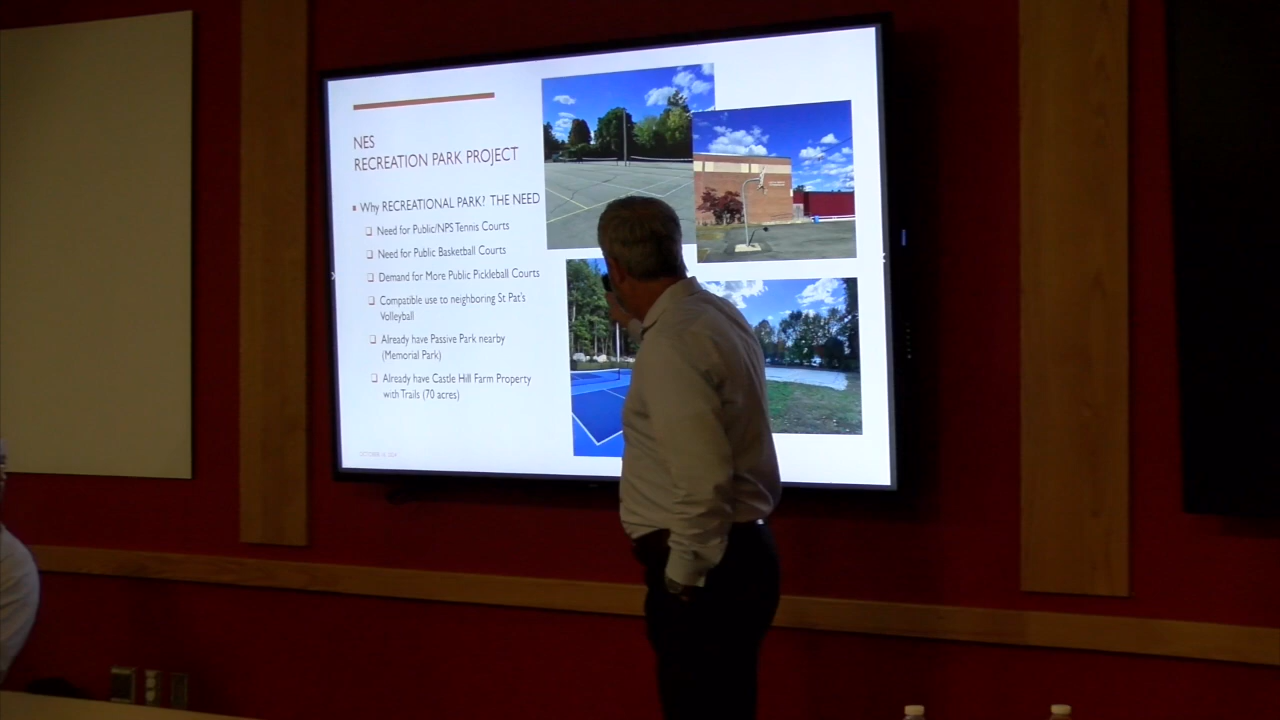 NES
RECREATION PARK PROJECT
Why RECREATIONAL PARK? THE NEED
Need for Public/NPS Tennis Courts
Need for Public Basketball Courts
Demand for More Public Pickleball Courts
Compatible use to neighboring St Pat's
Volleyball
Already have Passive Park nearby
(Memorial Park)
Already have Castle Hill Farm Property
with Trails (70 acres)